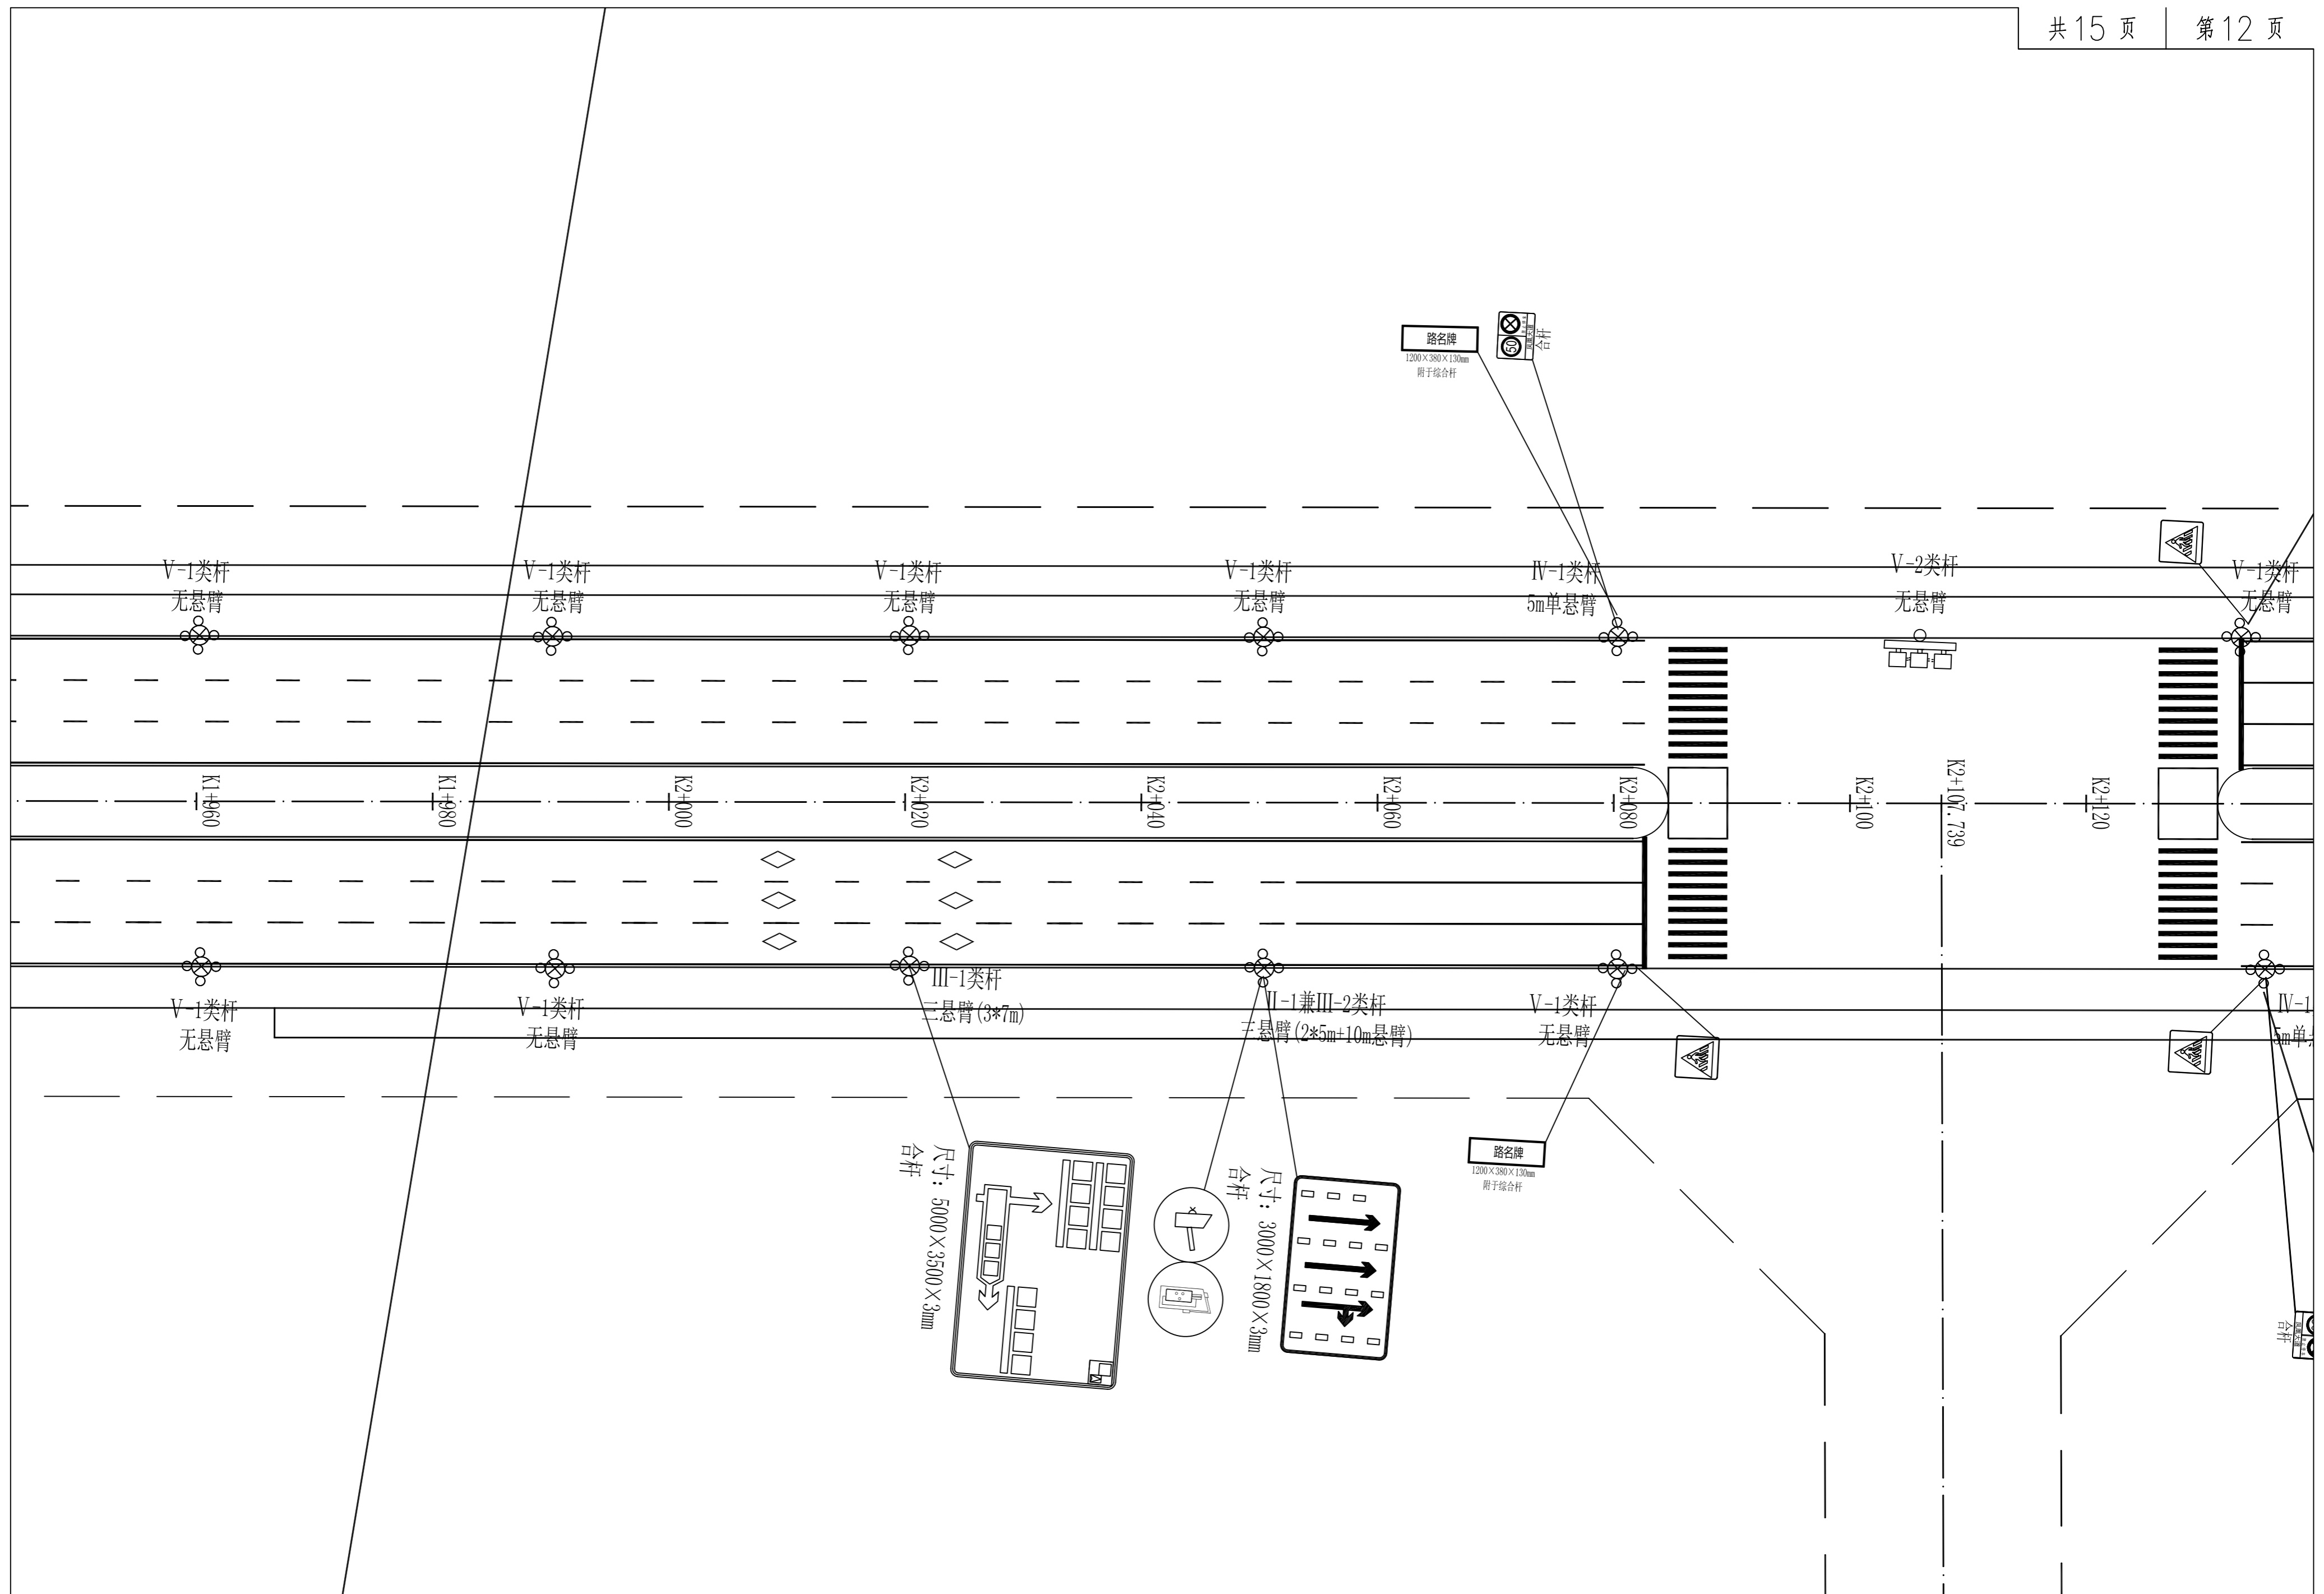 共15 页
第12 页
路名牌
1200×380×130mm
附于综合杆
50
合杆
V-1类杆
无悬臂
V-1类杆
无悬臂
V-1类杆
无悬臂
V-1类杆
无悬臂
IV-1类杆
5m单悬臂
V-2类杆
无悬臂
V-1类杆
无悬臂
K1+960
K1+980
K2+000
K2+020
K2+040
K2+060
K2+080
K2+100
K2+107.739
K2+120
V-1类杆
无悬臂
V-1类杆
无悬臂
III-1类杆
三悬臂(3*7m)
II-1兼III-2类杆
三悬臂(2*5m+10m悬臂)
V-1类杆
无悬臂
IV-1
5m单
尺寸：5000×3500×3mm
合杆
尺寸：3000×1800×3mm
合杆
路名牌
1200×380×130mm
附于综合杆
合杆